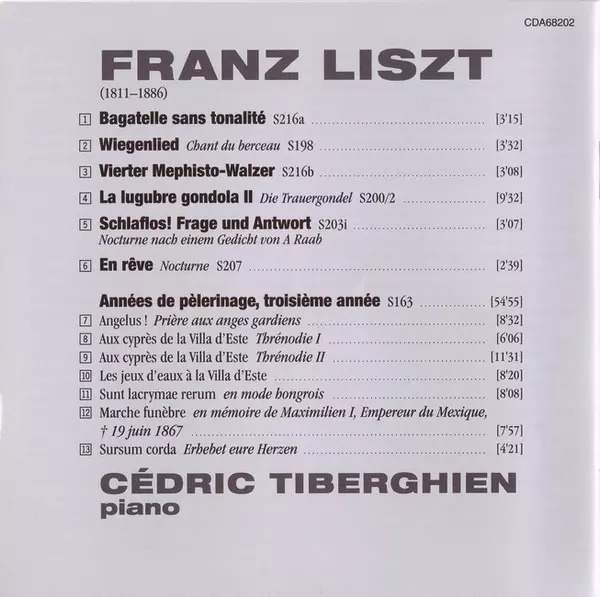 CDA68202
FRANZ LISZT
(1811–1886)
1 Bagatelle sans tonalité S216a [3'15]
2 Wiegenlied Chant du berceau S198 [3'32]
3 Vierter Mephisto-Walzer S216b [3'08]
4 La lugubre gondola II Die Trauergondel S200/2 [9'32]
5 Schlaflos! Frage und Antwort S203i [3'07]
Nocturne nach einem Gedicht von A Raab
6 En rêve Nocturne S207 [2'39]
Années de pèlerinage, troisième année S163 [54'55]
7 Angelus ! Prière aux anges gardiens [8'32]
8 Aux cyprès de la Villa d'Este Thrénodie I [6'06]
9 Aux cyprès de la Villa d'Este Thrénodie II [11'31]
10 Les jeux d'eaux à la Villa d'Este [8'20]
11 Sunt lacrymae rerum en mode hongrois [8'08]
12 Marche funèbre en mémoire de Maximilien I, Empereur du Mexique,
† 19 juin 1867 [7'57]
13 Sursum corda Erhebet eure Herzen [4'21]
CÉDRIC TIBERGHIEN
piano